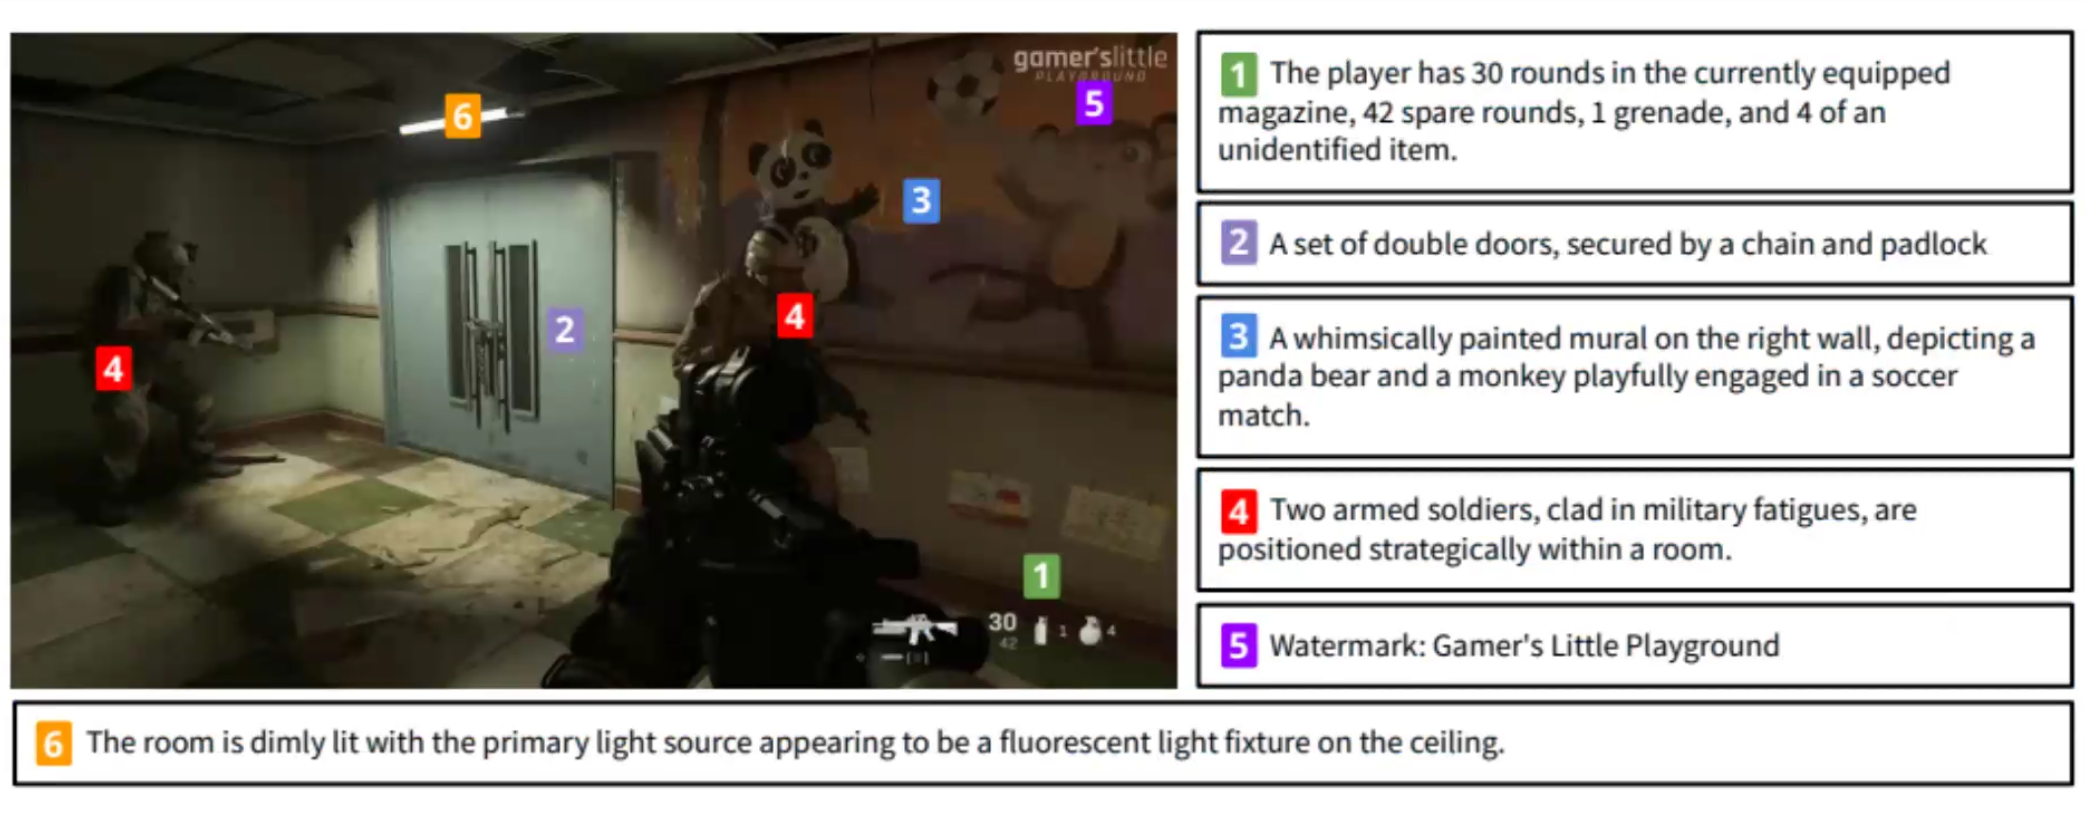 gamer'slittle
PLAYGROUND
6
5
3
4
2
4
1
30
42
1
4
1 The player has 30 rounds in the currently equipped
magazine, 42 spare rounds, 1 grenade, and 4 of an
unidentified item.
2 A set of double doors, secured by a chain and padlock
3 A whimsically painted mural on the right wall, depicting a
panda bear and a monkey playfully engaged in a soccer
match.
4 Two armed soldiers, clad in military fatigues, are
positioned strategically within a room.
5 Watermark: Gamer's Little Playground
6 The room is dimly lit with the primary light source appearing to be a fluorescent light fixture on the ceiling.